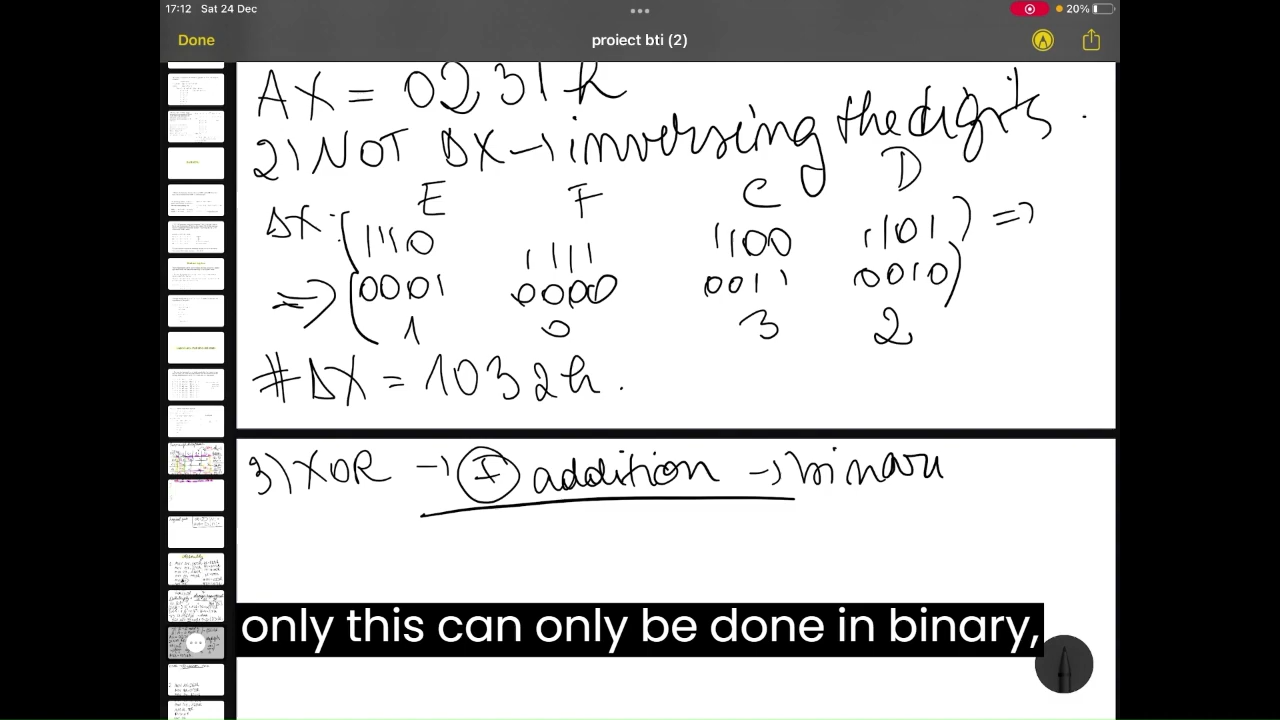 17:12 Sat 24 Dec
20%
Done
proiect bti (2)
AX = 0231h
2) NOT DX → inversing the digits.
E F C D
DX: (1110 1111 1100 1101) =>
=> (0001 0000 0011 0010)
1 0 3 2
# DX = 1032h.
3) XOR → + addition → binaru
only this can only be done in binary,